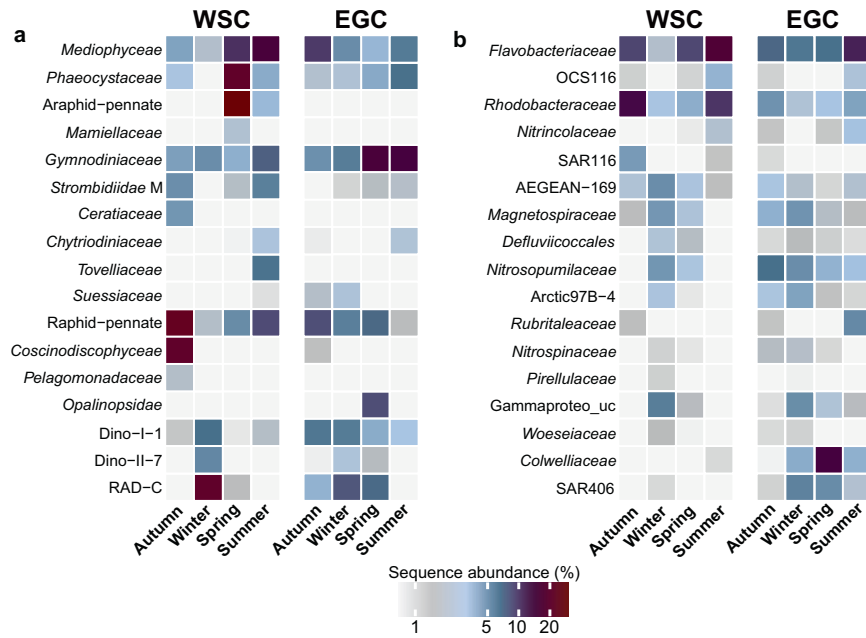 WSC EGC
a
Mediophyceae
Phaeocystaceae
Araphid−pennate
Mamiellaceae
Gymnodiniaceae
Strombidiidae M
Ceratiaceae
Chytriodiniaceae
Tovelliaceae
Suessiaceae
Raphid−pennate
Coscinodiscophyceae
Pelagomonadaceae
Opalinopsidae
Dino−I−1
Dino−II−7
RAD−C
Autumn Winter Spring Summer Autumn Winter Spring Summer
WSC EGC
b
Flavobacteriaceae
OCS116
Rhodobacteraceae
Nitrincolaceae
SAR116
AEGEAN−169
Magnetospiraceae
Defluviicoccales
Nitrosopumilaceae
Arctic97B−4
Rubritaleaceae
Nitrospinaceae
Pirellulaceae
Gammaproteo_uc
Woeseiaceae
Colwelliaceae
SAR406
Autumn Winter Spring Summer Autumn Winter Spring Summer
Sequence abundance (%)
1 5 10 20